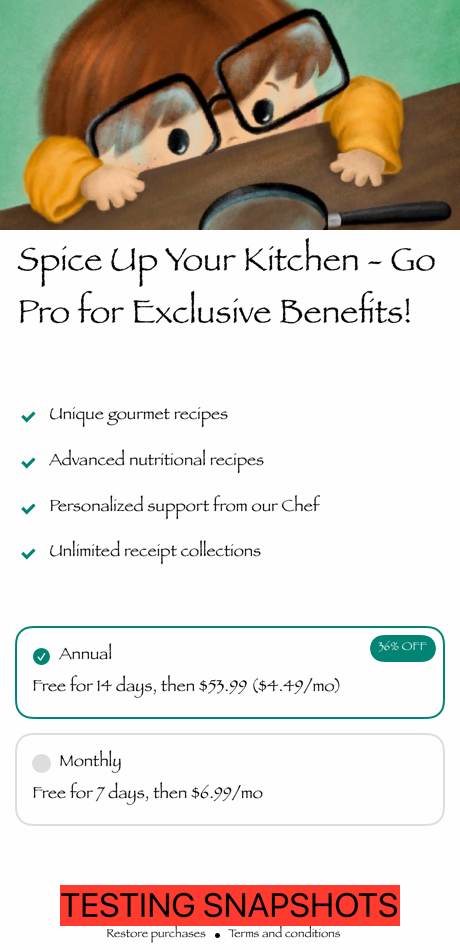 Spice Up Your Kitchen - Go
Pro for Exclusive Benefits!
Unique gourmet recipes
Advanced nutritional recipes
Personalized support from our Chef
Unlimited receipt collections
Annual
36% OFF
Free for 14 days, then $53.99 ($4.49/mo)
Monthly
Free for 7 days, then $6.99/mo
TESTING SNAPSHOTS
Restore purchases • Terms and conditions